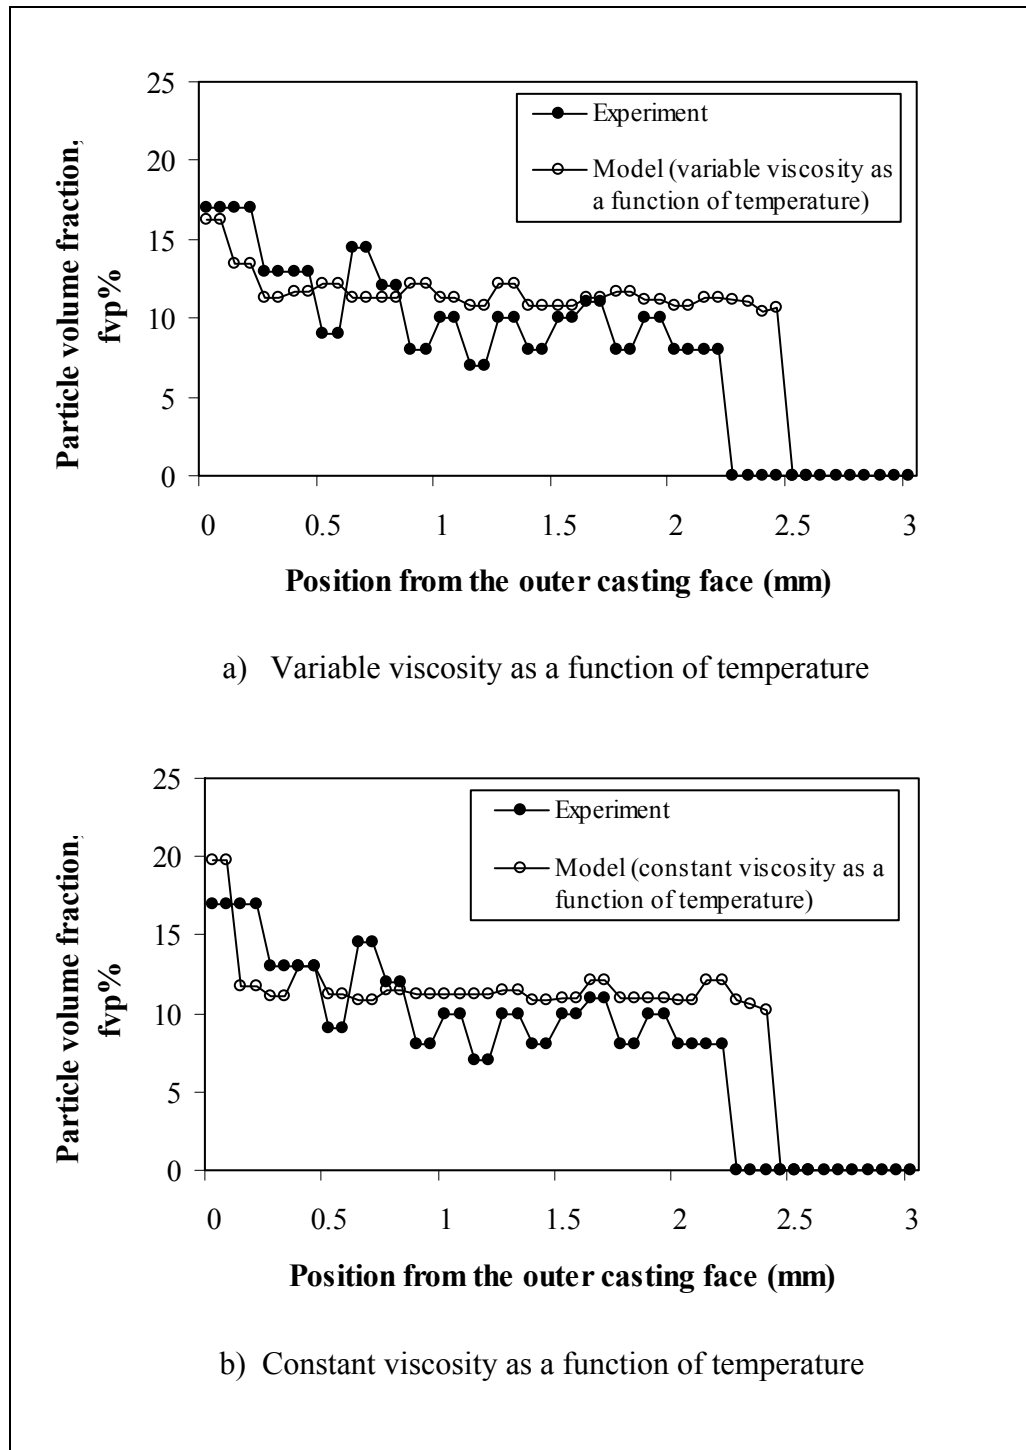 25
20
15
10
5
0
Particle volume fraction,
fvp%
Experiment
Model (variable viscosity as
a function of temperature)
0 0.5 1 1.5 2 2.5 3
Position from the outer casting face (mm)
a) Variable viscosity as a function of temperature
25
20
15
10
5
0
Particle volume fraction,
fvp%
Experiment
Model (constant viscosity as a
function of temperature)
0 0.5 1 1.5 2 2.5 3
Position from the outer casting face (mm)
b) Constant viscosity as a function of temperature